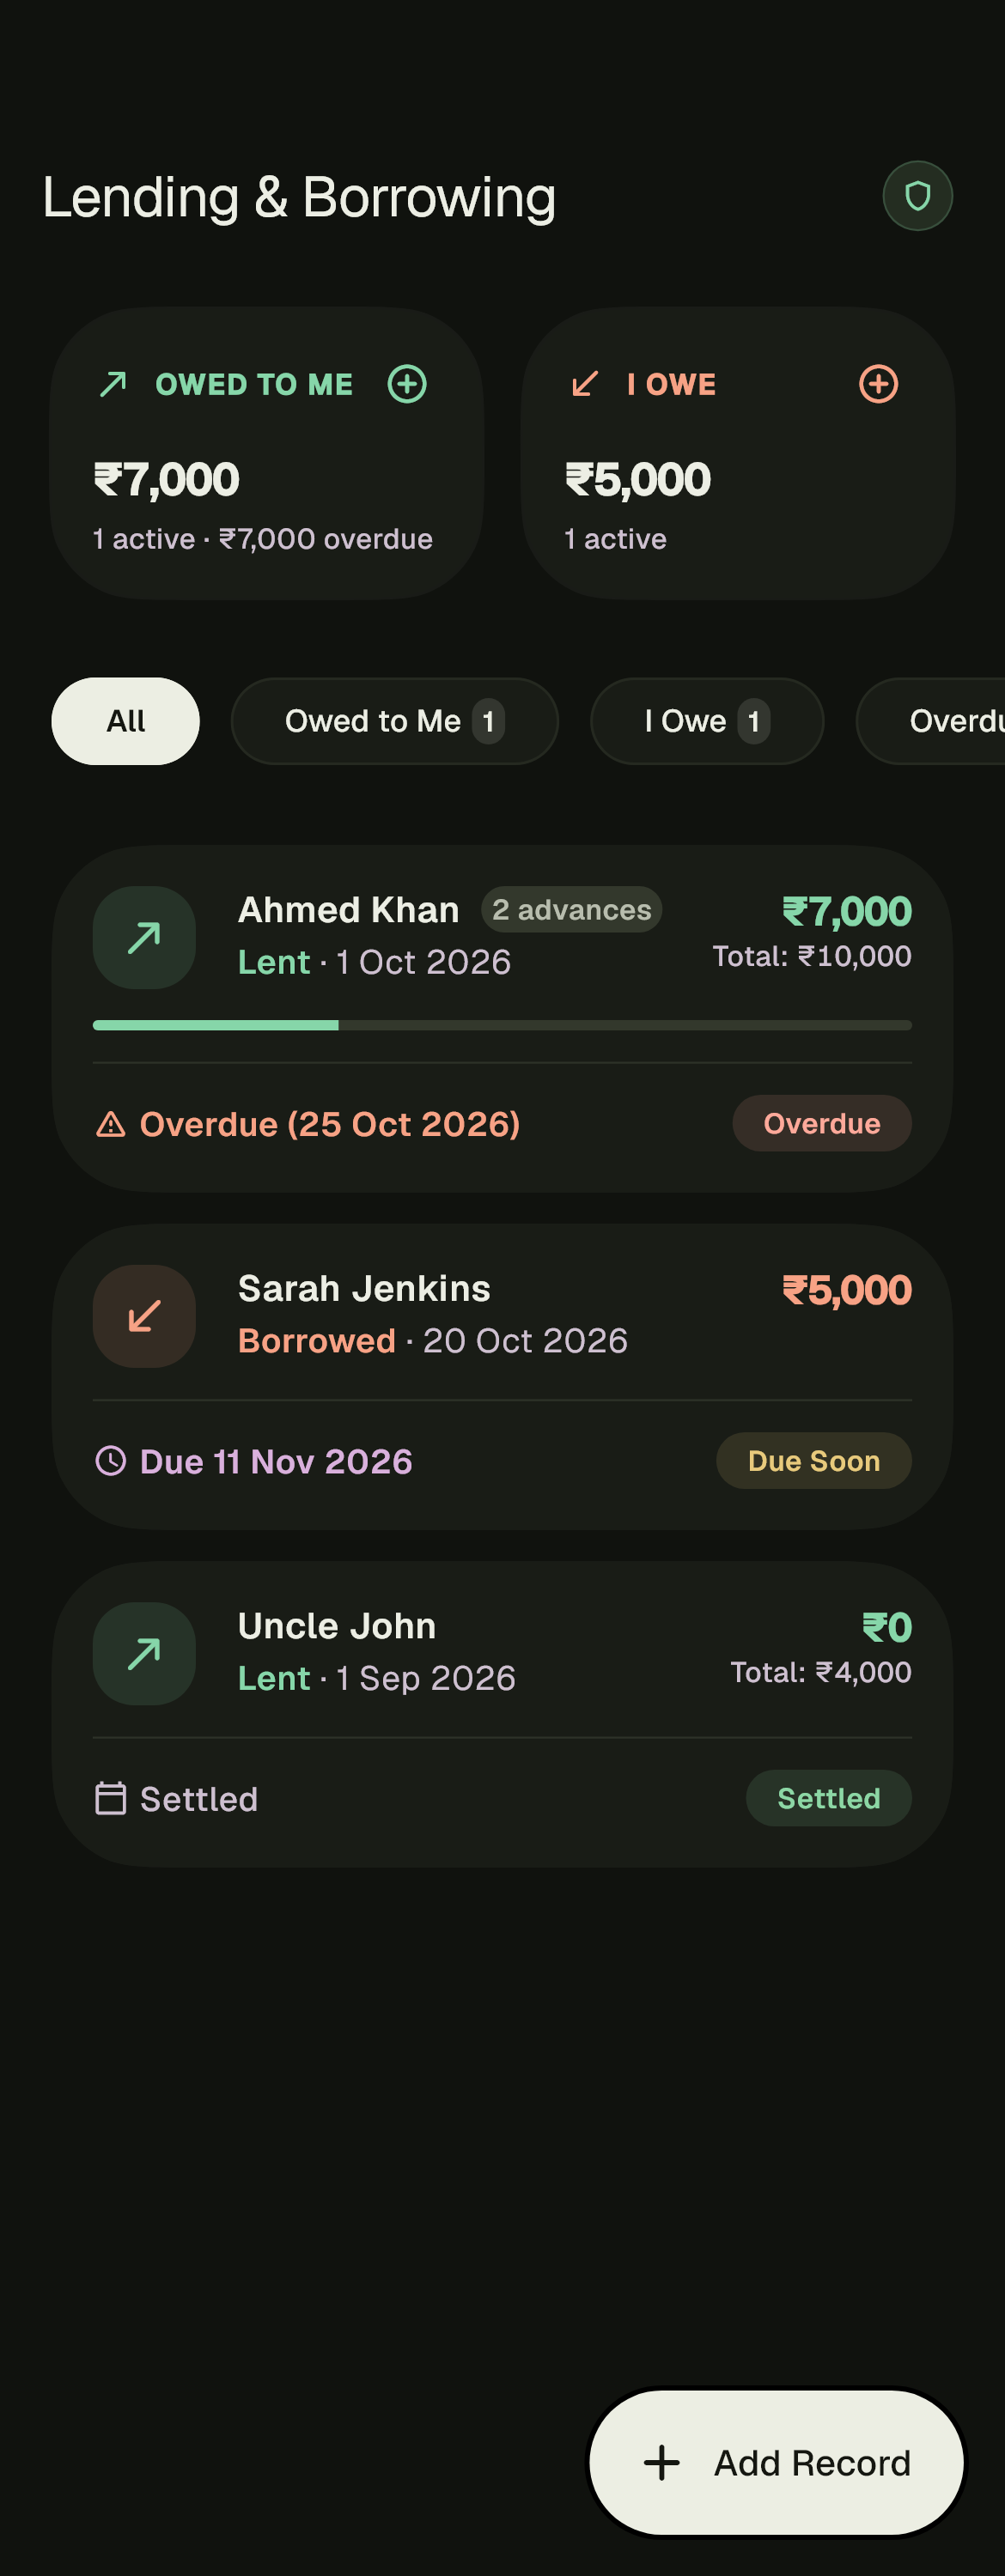 Lending & Borrowing
OWED TO ME
₹7,000
1 active · ₹7,000 overdue
I OWE
₹5,000
1 active
All
Owed to Me 1
I Owe 1
Overdu
Ahmed Khan 2 advances ₹7,000
Lent · 1 Oct 2026 Total: ₹10,000
Overdue (25 Oct 2026) Overdue
Sarah Jenkins ₹5,000
Borrowed · 20 Oct 2026
Due 11 Nov 2026 Due Soon
Uncle John ₹0
Lent · 1 Sep 2026 Total: ₹4,000
Settled Settled
Add Record